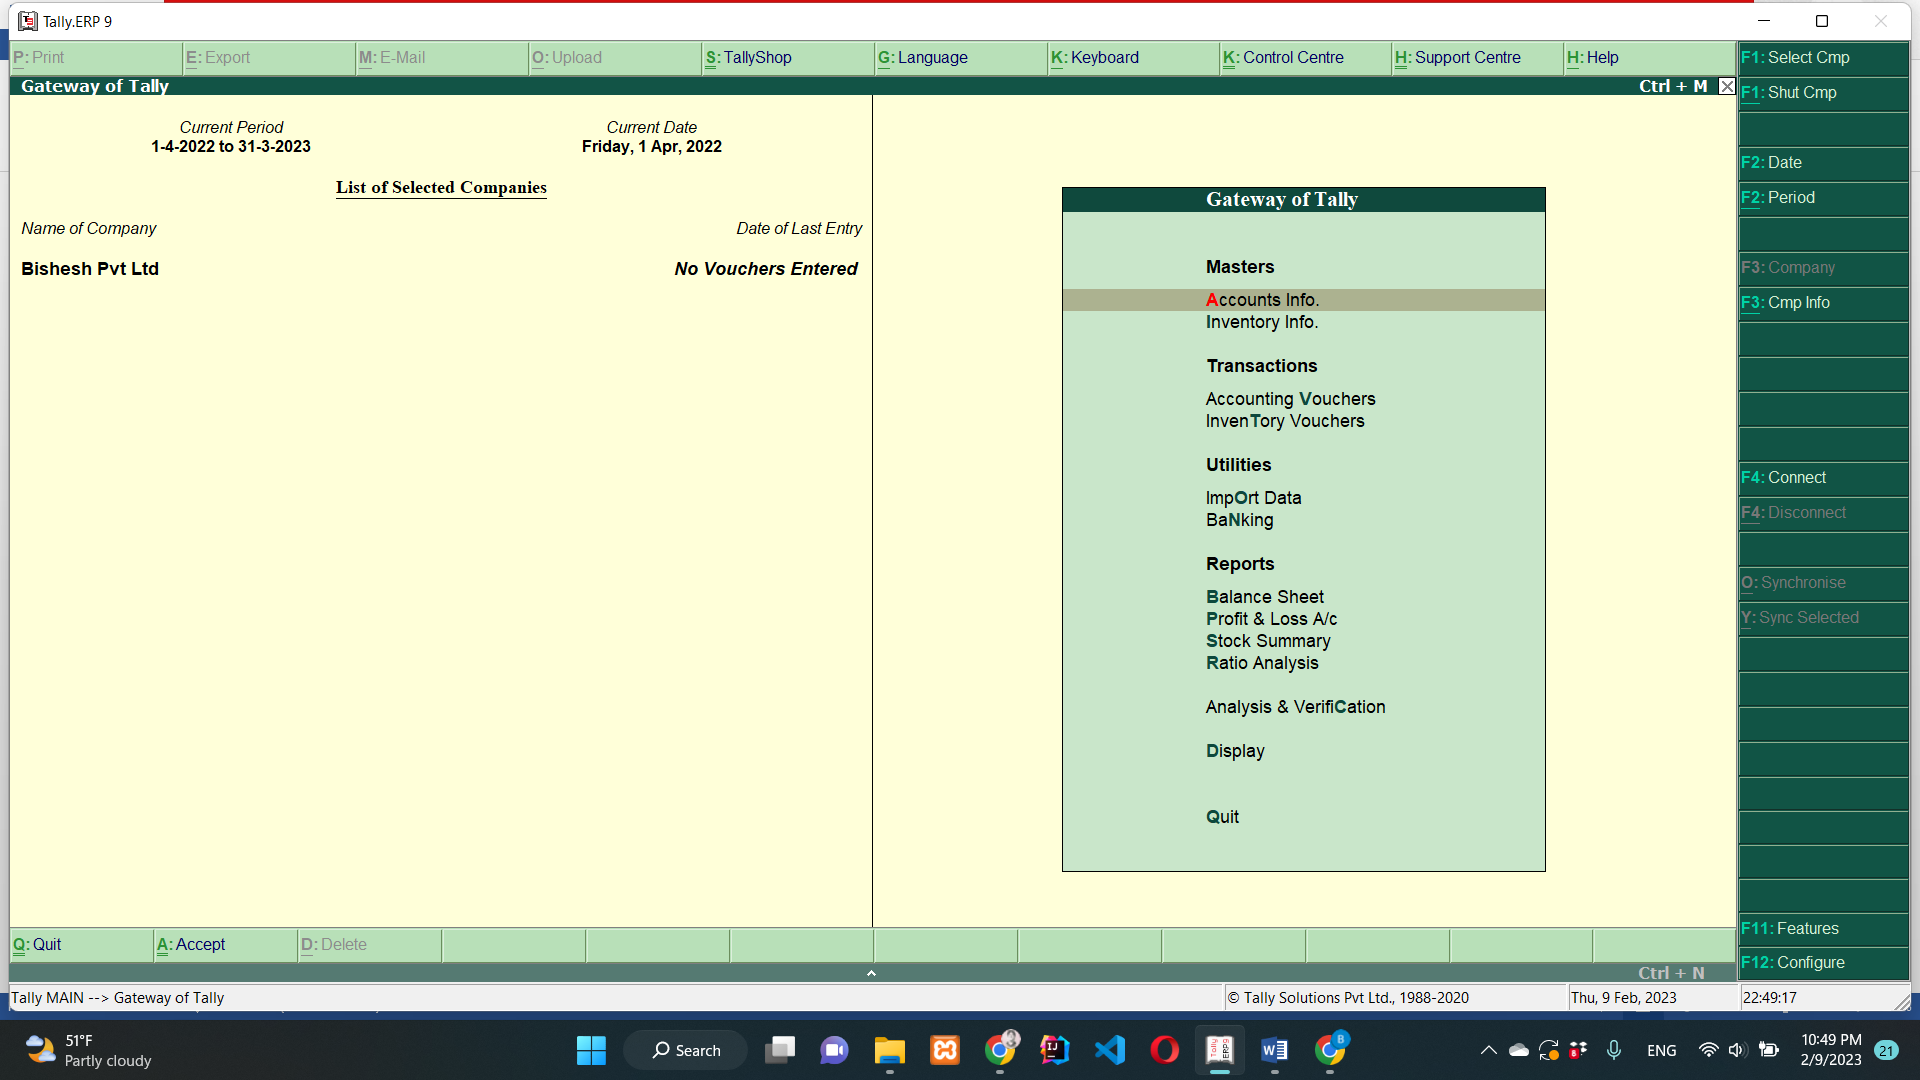 Tally.ERP 9
P: Print
E: Export
M: E-Mail
O: Upload
S: TallyShop
G: Language
K: Keyboard
K: Control Centre
H: Support Centre
H: Help
Gateway of Tally
Ctrl + M
Current Period
1-4-2022 to 31-3-2023
Current Date
Friday, 1 Apr, 2022
List of Selected Companies
Name of Company
Date of Last Entry
Bishesh Pvt Ltd
No Vouchers Entered
Gateway of Tally
Masters
Accounts Info.
Inventory Info.
Transactions
Accounting Vouchers
InvenTory Vouchers
Utilities
ImpOrt Data
BaNking
Reports
Balance Sheet
Profit & Loss A/c
Stock Summary
Ratio Analysis
Analysis & VerifiCation
Display
Quit
F1: Select Cmp
F1: Shut Cmp
F2: Date
F2: Period
F3: Company
F3: Cmp Info
F4: Connect
F4: Disconnect
O: Synchronise
Y: Sync Selected
F11: Features
F12: Configure
Q: Quit
A: Accept
D: Delete
Ctrl + N
Tally MAIN --> Gateway of Tally
© Tally Solutions Pvt Ltd., 1988-2020
Thu, 9 Feb, 2023
22:49:17
51°F
Partly cloudy
Search
ENG
10:49 PM
2/9/2023
21